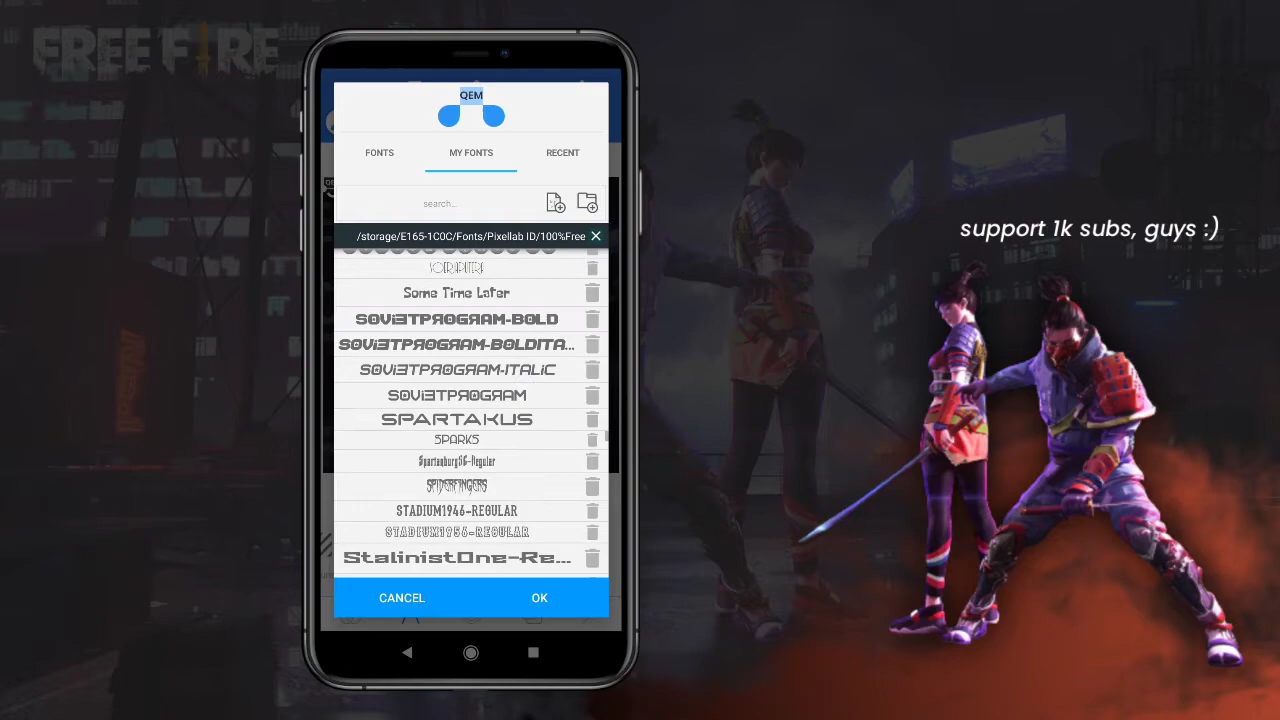 FREE FIRE
QEM
FONTS
MY FONTS
RECENT
search...
/storage/E165-1C0C/Fonts/Pixellab ID/100%Free
Some Time Later
SOVIETPROGRAM-BOLD
SOVIETPROGRAM-BOLDITA...
SOVIETPROGRAM-ITALIC
SOVIETPROGRAM
SPARTAKUS
SPARKS
SpartanburgSG-Regular
SPIDERFINGERS
STADIUM1946-REGULAR
STADIUM1956-REGULAR
StalinistOne-Re...
CANCEL
OK
support 1k subs, guys :)